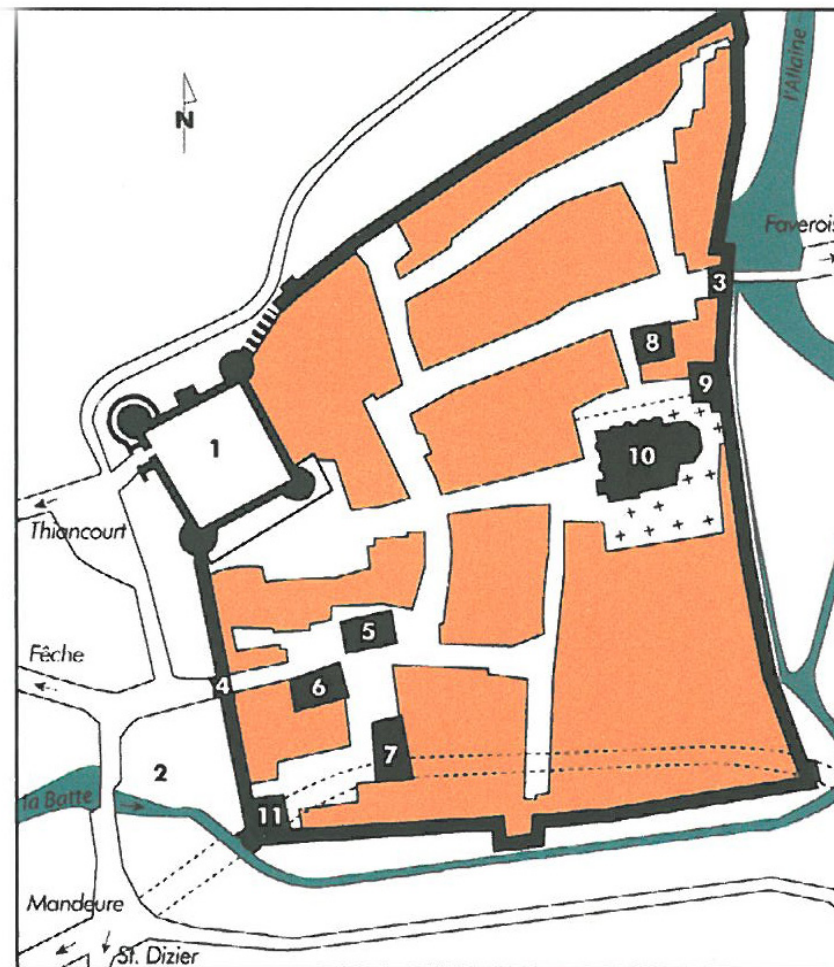 N
l'Allaine
Faverois
3
8
9
1
10
Thiancourt
5
Fêche
4
6
7
2
la Batte
11
Mandeure
St. Dizier